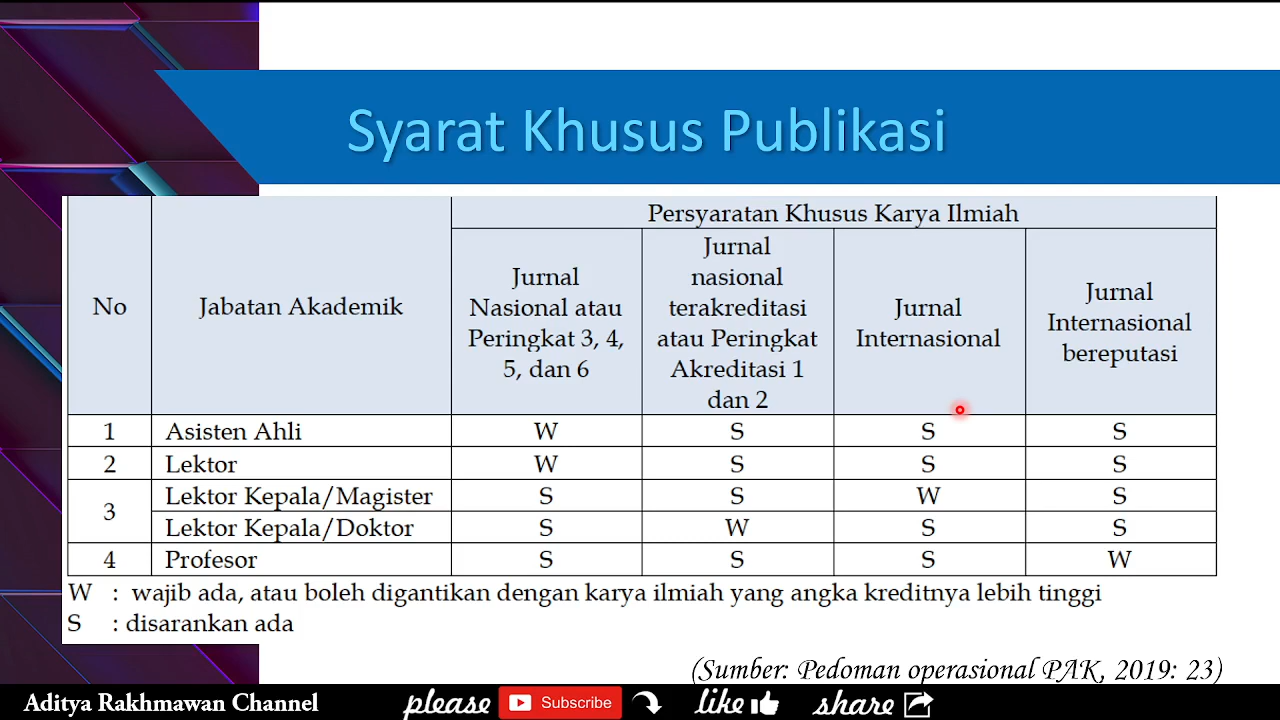 Syarat Khusus Publikasi
Persyaratan Khusus Karya Ilmiah
No
Jabatan Akademik
Jurnal
Nasional atau
Peringkat 3, 4,
5, dan 6
Jurnal
nasional
terakreditasi
atau Peringkat
Akreditasi 1
dan 2
Jurnal
Internasional
Jurnal
Internasional
bereputasi
1 Asisten Ahli W S S S
2 Lektor W S S S
3 Lektor Kepala/Magister S S W S
Lektor Kepala/Doktor S W S S
4 Profesor S S S W
W : wajib ada, atau boleh digantikan dengan karya ilmiah yang angka kreditnya lebih tinggi
S : disarankan ada
(Sumber: Pedoman operasional PAK, 2019: 23)
Aditya Rakhmawan Channel please Subscribe like share